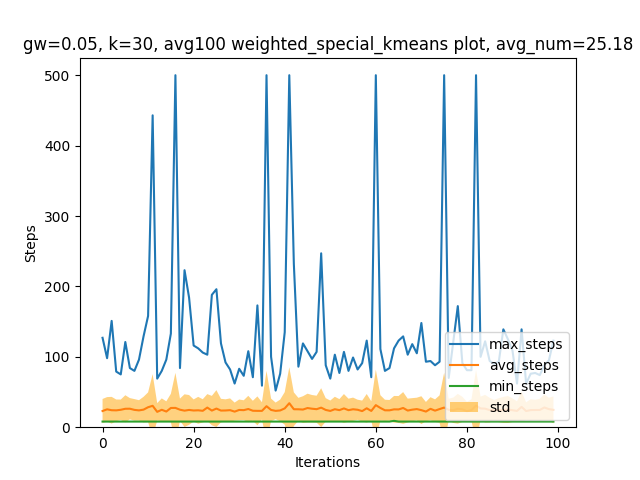 gw=0.05, k=30, avg100 weighted_special_kmeans plot, avg_num=25.18
500
400
300
200
100
0
Steps
0 20 40 60 80 100
Iterations
max_steps
avg_steps
min_steps
std